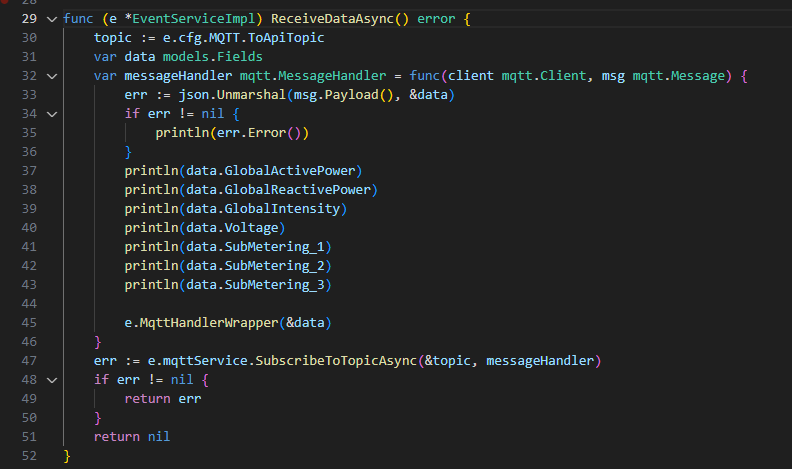 28
29 func (e *EventServiceImpl) ReceiveDataAsync() error {
30     topic := e.cfg.MQTT.ToApiTopic
31     var data models.Fields
32     var messageHandler mqtt.MessageHandler = func(client mqtt.Client, msg mqtt.Message) {
33         err := json.Unmarshal(msg.Payload(), &data)
34         if err != nil {
35             println(err.Error())
36         }
37         println(data.GlobalActivePower)
38         println(data.GlobalReactivePower)
39         println(data.GlobalIntensity)
40         println(data.Voltage)
41         println(data.SubMetering_1)
42         println(data.SubMetering_2)
43         println(data.SubMetering_3)
44
45         e.MqttHandlerWrapper(&data)
46     }
47     err := e.mqttService.SubscribeToTopicAsync(&topic, messageHandler)
48     if err != nil {
49         return err
50     }
51     return nil
52 }